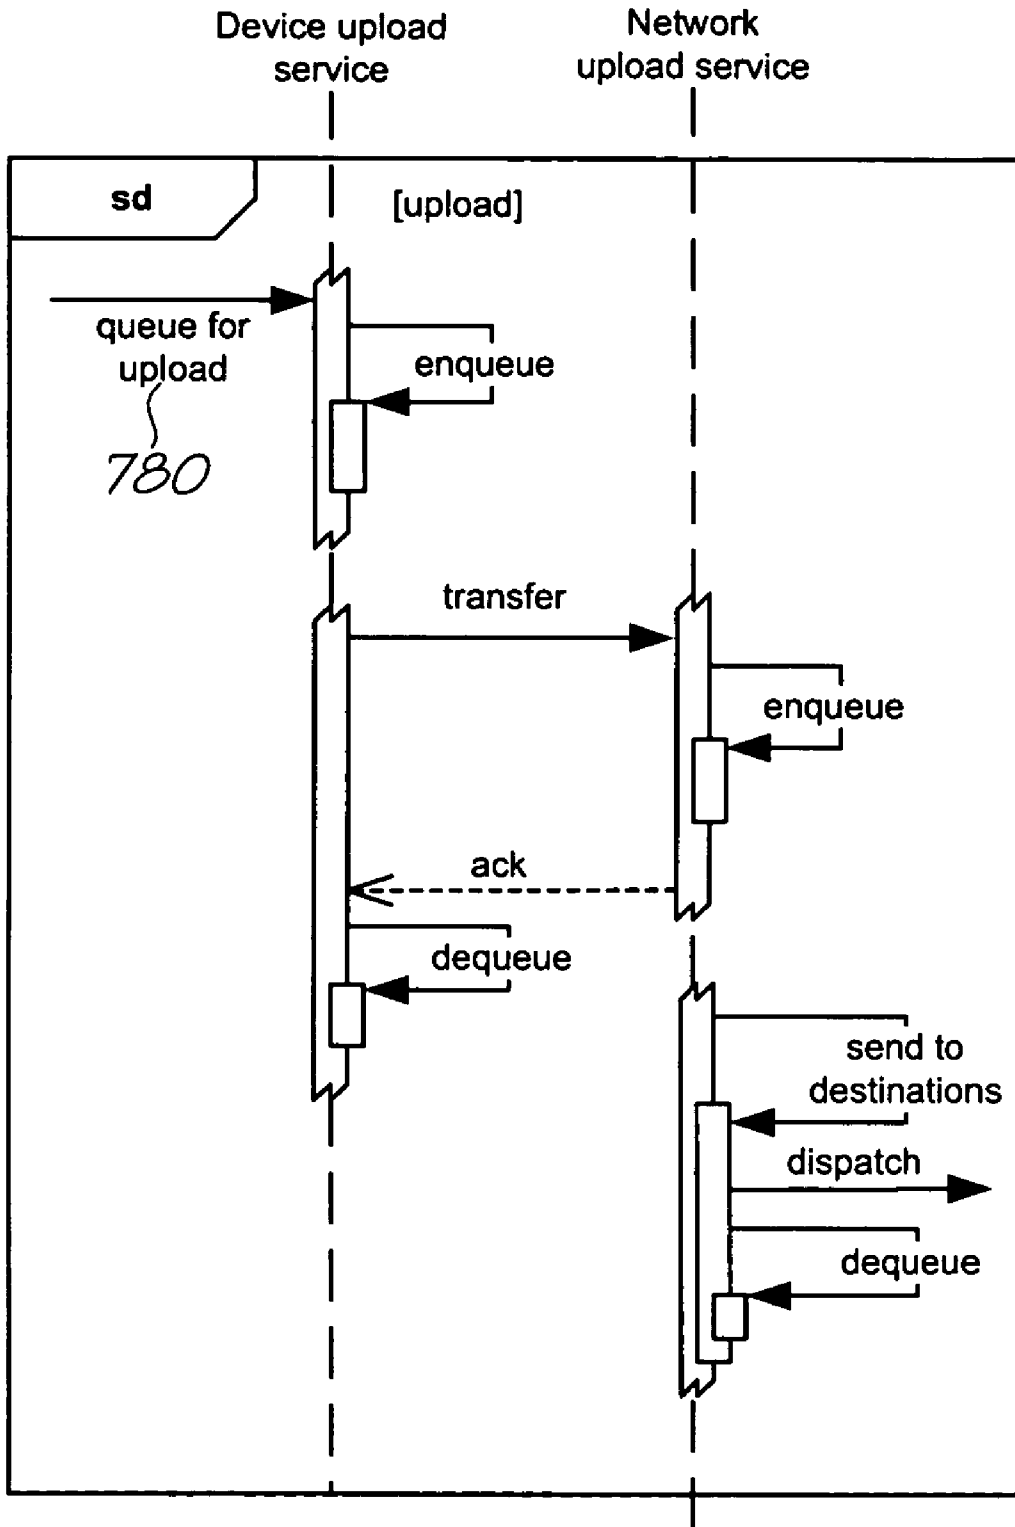 Device upload
service
Network
upload service
sd
[upload]
queue for
upload
780
enqueue
transfer
enqueue
ack
dequeue
send to
destinations
dispatch
dequeue